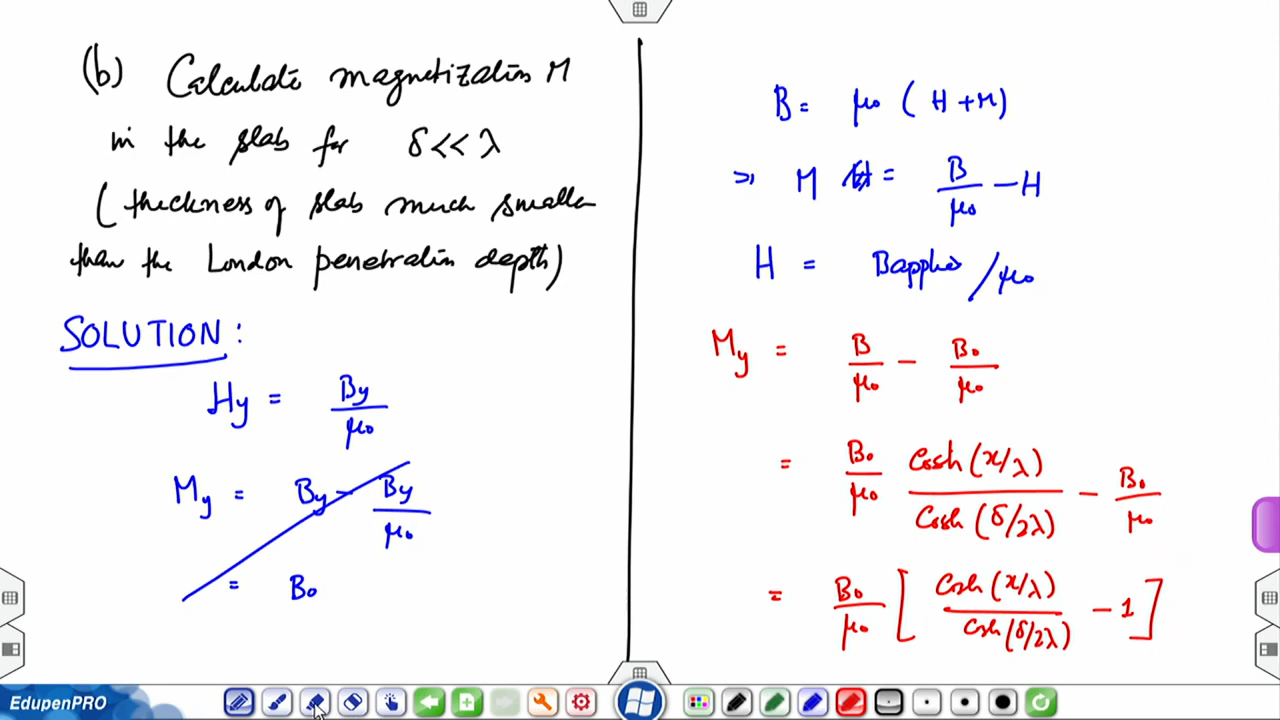 (b) Calculate magnetization M
in the slab for δ << λ
(thickness of slab much smaller
than the London penetration depth)
SOLUTION:
Hy = By/μ₀
My = By - By/μ₀
= B₀
B = μ₀ (H + M)
⇒ M = B/μ₀ - H
H = Bapplied/μ₀
My = B/μ₀ - B₀/μ₀
= B₀/μ₀ Cosh(x/λ)/Cosh(δ/2λ) - B₀/μ₀
= B₀/μ₀ [Cosh(x/λ)/Cosh(δ/2λ) - 1]
EdupenPRO